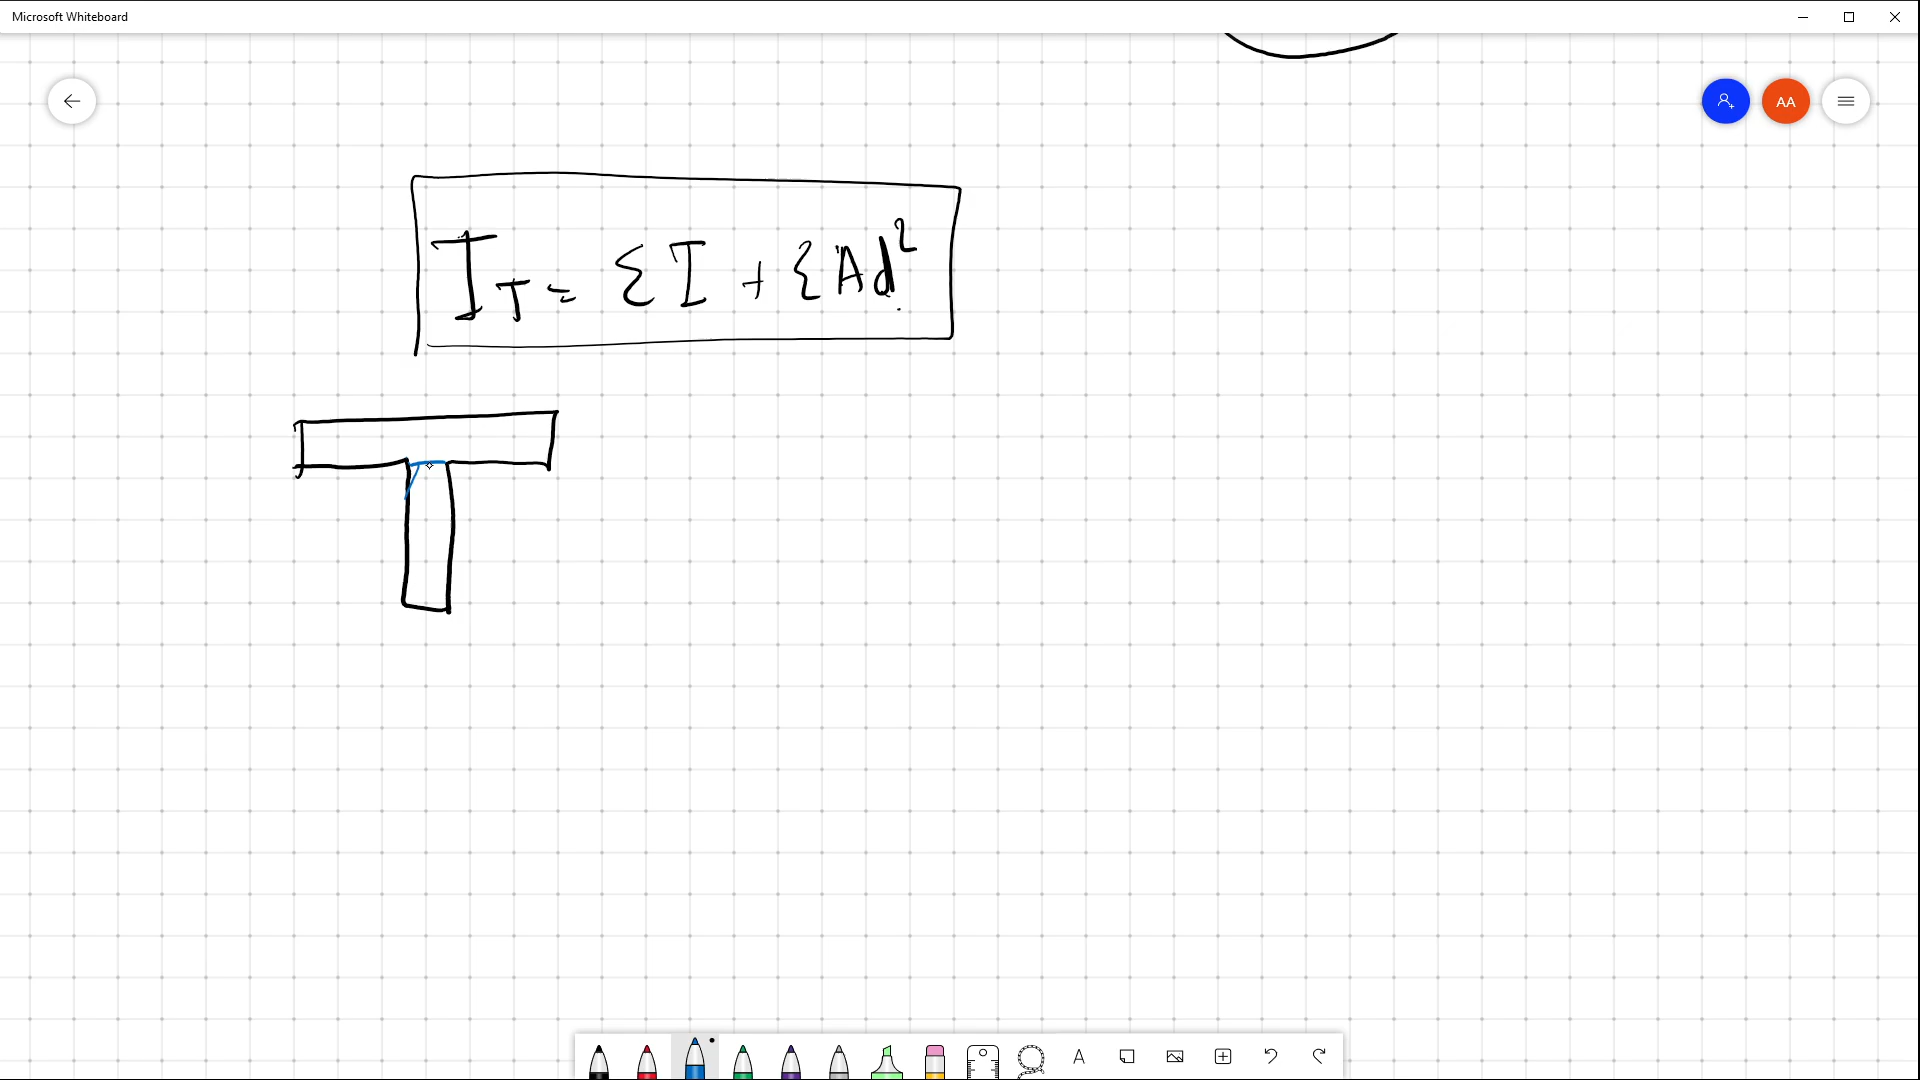 Microsoft Whiteboard
AA
I_T = ΣI + ΣAd²
A